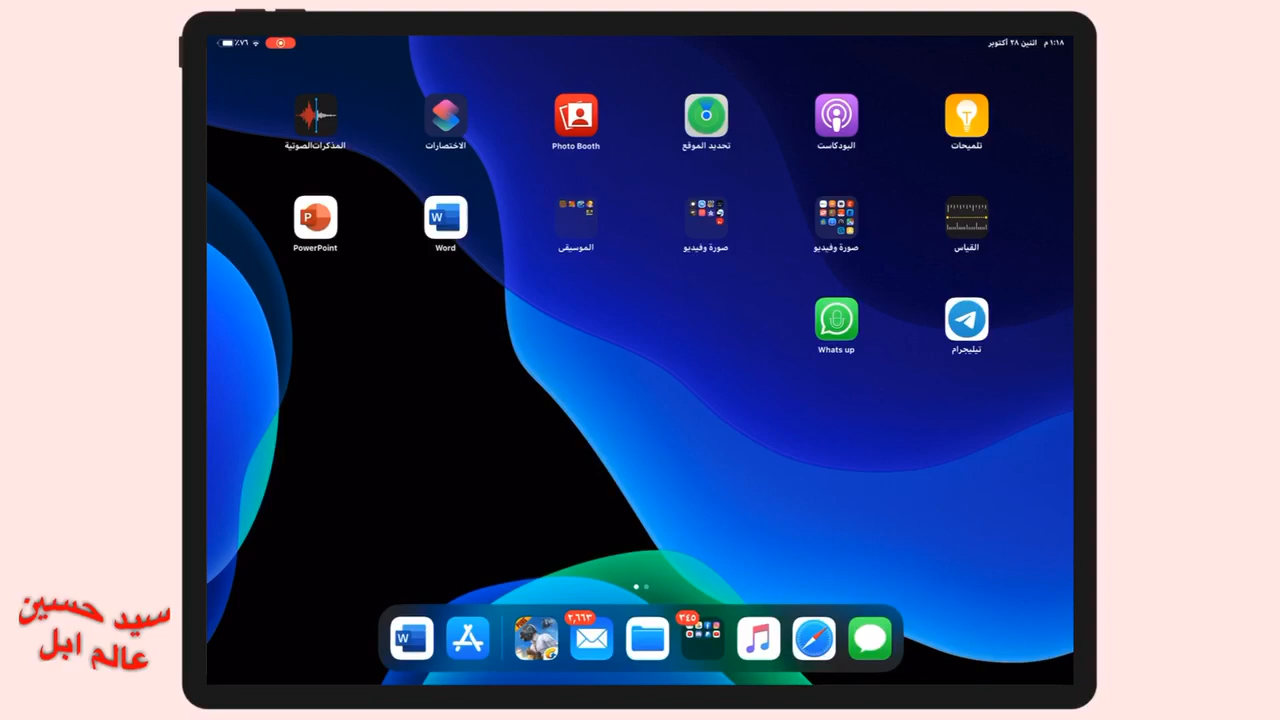 ١:١٨ م اثنين ٢٨ أكتوبر
٪٧٦
تلميحات
البودكاست
تحديد الموقع
Photo Booth
الاختصارات
المذكرات الصوتية
القياس
صورة وفيديو
صورة وفيديو
الموسيقى
W
Word
P
PowerPoint
تيليجرام
Whats up
٣٤٥
٢,٦٦٣
W
سيد حسين
عالم ابل